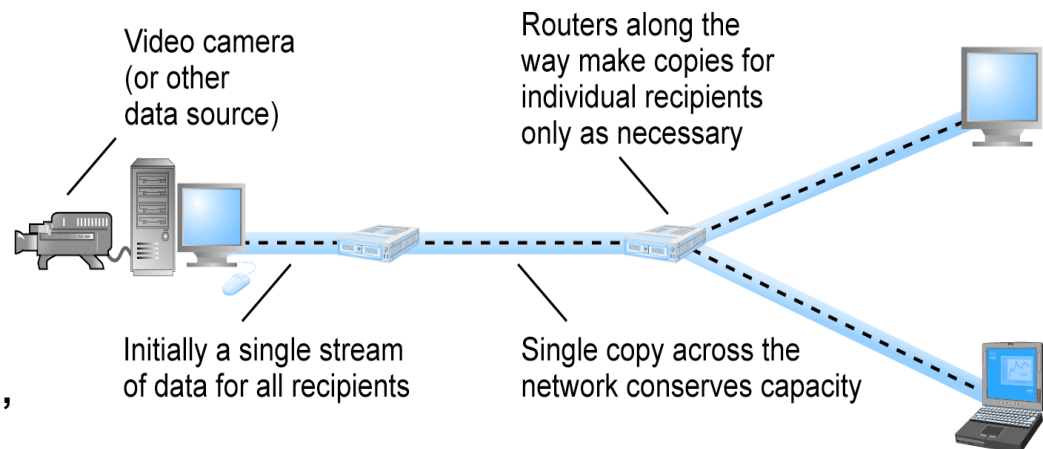 Video camera
(or other
data source)
Routers along the
way make copies for
individual recipients
only as necessary
Initially a single stream
of data for all recipients
Single copy across the
network conserves capacity
,